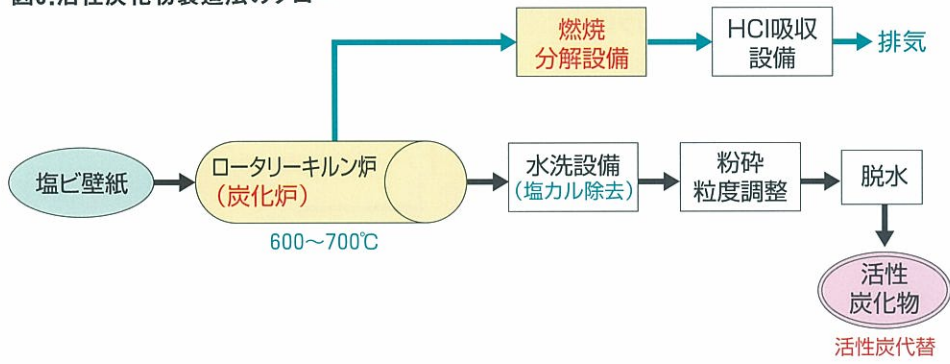 燃焼
分解設備
HCl吸収
設備
排気
塩ビ壁紙
ロータリーキルン炉
(炭化炉)
600〜700℃
水洗設備
(塩カル除去)
粉砕
粒度調整
脱水
活性
炭化物
活性炭代替